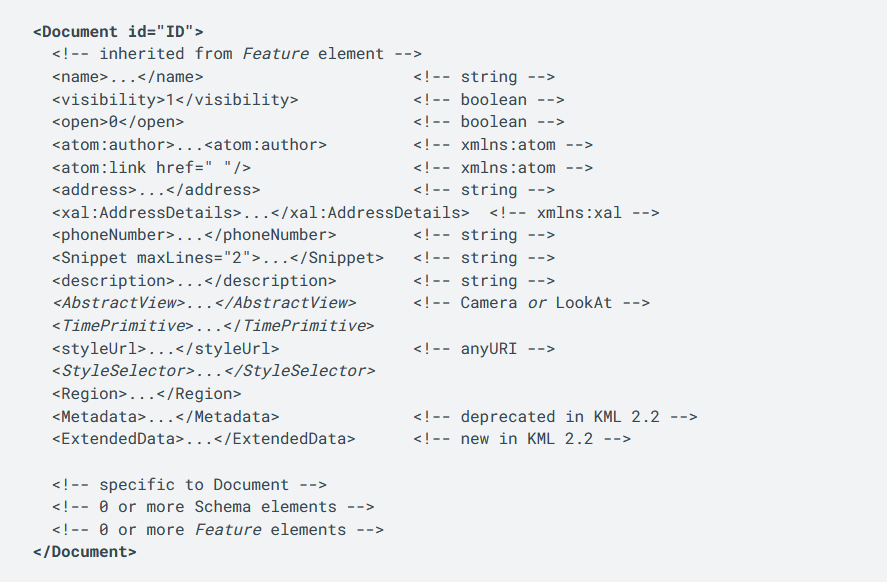 <Document id="ID">
<!-- inherited from Feature element -->
<name>...</name> <!-- string -->
<visibility>1</visibility> <!-- boolean -->
<open>0</open> <!-- boolean -->
<atom:author>...<atom:author> <!-- xmlns:atom -->
<atom:link href=" "/> <!-- xmlns:atom -->
<address>...</address> <!-- string -->
<xal:AddressDetails>...</xal:AddressDetails> <!-- xmlns:xal -->
<phoneNumber>...</phoneNumber> <!-- string -->
<Snippet maxLines="2">...</Snippet> <!-- string -->
<description>...</description> <!-- string -->
<AbstractView>...</AbstractView> <!-- Camera or LookAt -->
<TimePrimitive>...</TimePrimitive>
<styleUrl>...</styleUrl> <!-- anyURI -->
<StyleSelector>...</StyleSelector>
<Region>...</Region>
<Metadata>...</Metadata> <!-- deprecated in KML 2.2 -->
<ExtendedData>...</ExtendedData> <!-- new in KML 2.2 -->
<!-- specific to Document -->
<!-- 0 or more Schema elements -->
<!-- 0 or more Feature elements -->
</Document>